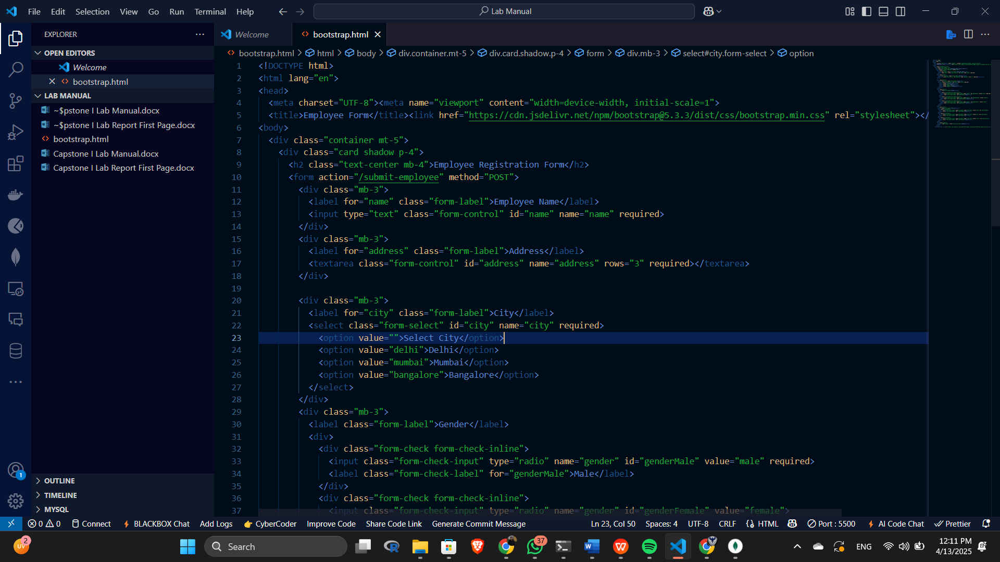 File Edit Selection View Go Run Terminal Help
Lab Manual
EXPLORER
OPEN EDITORS
Welcome
bootstrap.html
LAB MANUAL
~$pstone I Lab Manual.docx
~$pstone I Lab Report First Page.docx
bootstrap.html
Capstone I Lab Manual.docx
Capstone I Lab Report First Page.docx
OUTLINE
TIMELINE
MYSQL
Welcome
bootstrap.html
bootstrap.html > html > body > div.container.mt-5 > div.card.shadow.p-4 > form > div.mb-3 > select#city.form-select > option
1 <!DOCTYPE html>
2 <html lang="en">
3 <head>
4 <meta charset="UTF-8"><meta name="viewport" content="width=device-width, initial-scale=1">
5 <title>Employee Form</title><link href="https://cdn.jsdelivr.net/npm/bootstrap@5.3.3/dist/css/bootstrap.min.css" rel="stylesheet"></
6 <body>
7 <div class="container mt-5">
8 <div class="card shadow p-4">
9 <h2 class="text-center mb-4">Employee Registration Form</h2>
10 <form action="/submit-employee" method="POST">
11 <div class="mb-3">
12 <label for="name" class="form-label">Employee Name</label>
13 <input type="text" class="form-control" id="name" name="name" required>
14 </div>
15 <div class="mb-3">
16 <label for="address" class="form-label">Address</label>
17 <textarea class="form-control" id="address" name="address" rows="3" required></textarea>
18 </div>
19
20 <div class="mb-3">
21 <label for="city" class="form-label">City</label>
22 <select class="form-select" id="city" name="city" required>
23 <option value="">Select City</option>
24 <option value="delhi">Delhi</option>
25 <option value="mumbai">Mumbai</option>
26 <option value="bangalore">Bangalore</option>
27 </select>
28 </div>
29 <div class="mb-3">
30 <label class="form-label">Gender</label>
31 <div>
32 <div class="form-check form-check-inline">
33 <input class="form-check-input" type="radio" name="gender" id="genderMale" value="male" required>
34 <label class="form-check-label" for="genderMale">Male</label>
35 </div>
36 <div class="form-check form-check-inline">
37 <input class="form-check-input" type="radio" name="gender" id="genderFemale" value="female">
1
0 0 Connect BLACKBOX Chat Add Logs CyberCoder Improve Code Share Code Link Generate Commit Message Ln 23, Col 50 Spaces: 4 UTF-8 CRLF HTML Port : 5500 AI Code Chat Prettier
UV 2 Search 37 ENG 12:11 PM
4/13/2025